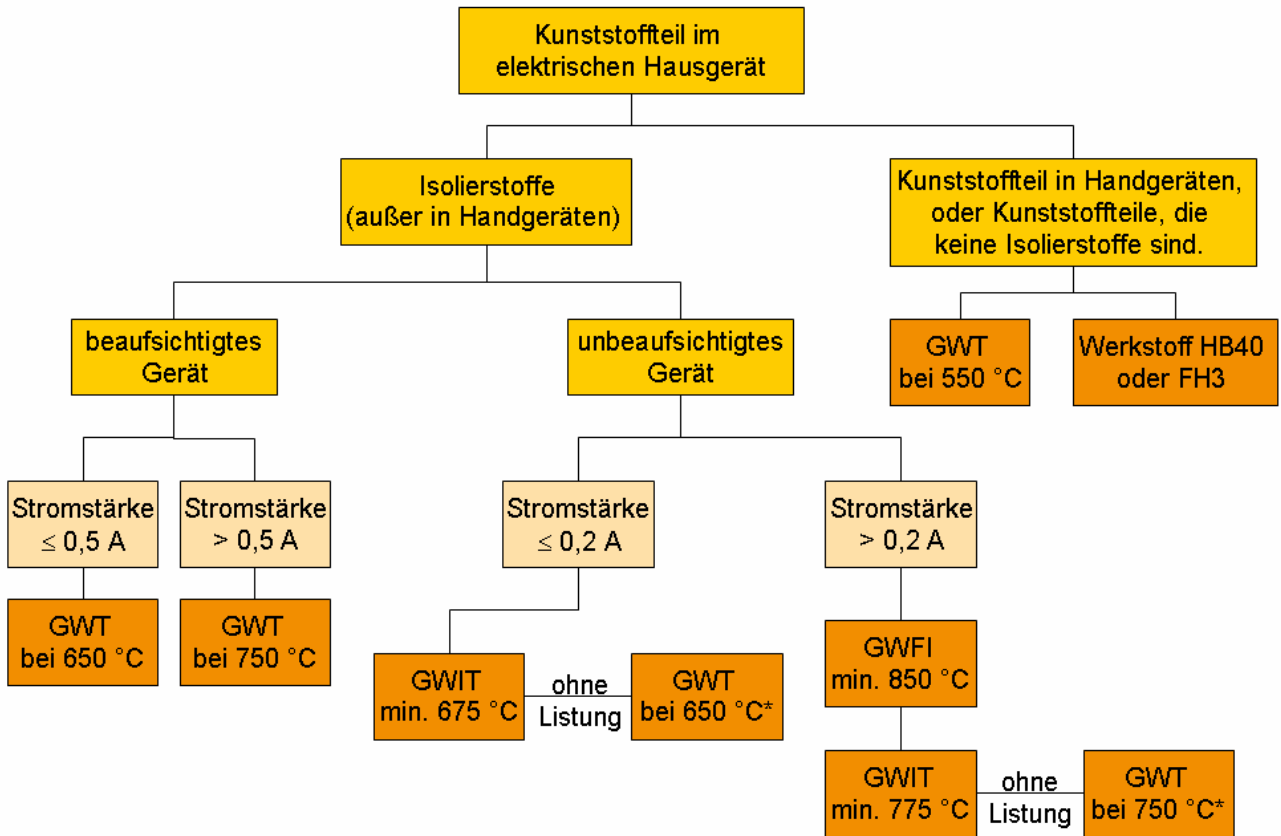 Kunststoffteil im
elektrischen Hausgerät
Isolierstoffe
(außer in Handgeräten)
Kunststoffteil in Handgeräten,
oder Kunststoffteile, die
keine Isolierstoffe sind.
beaufsichtigtes
Gerät
unbeaufsichtigtes
Gerät
GWT
bei 550 °C
Werkstoff HB40
oder FH3
Stromstärke
≤ 0,5 A
Stromstärke
> 0,5 A
Stromstärke
≤ 0,2 A
Stromstärke
> 0,2 A
GWT
bei 650 °C
GWT
bei 750 °C
GWIT
min. 675 °C
ohne
Listung
GWT
bei 650 °C*
GWFI
min. 850 °C
GWIT
min. 775 °C
ohne
Listung
GWT
bei 750 °C*